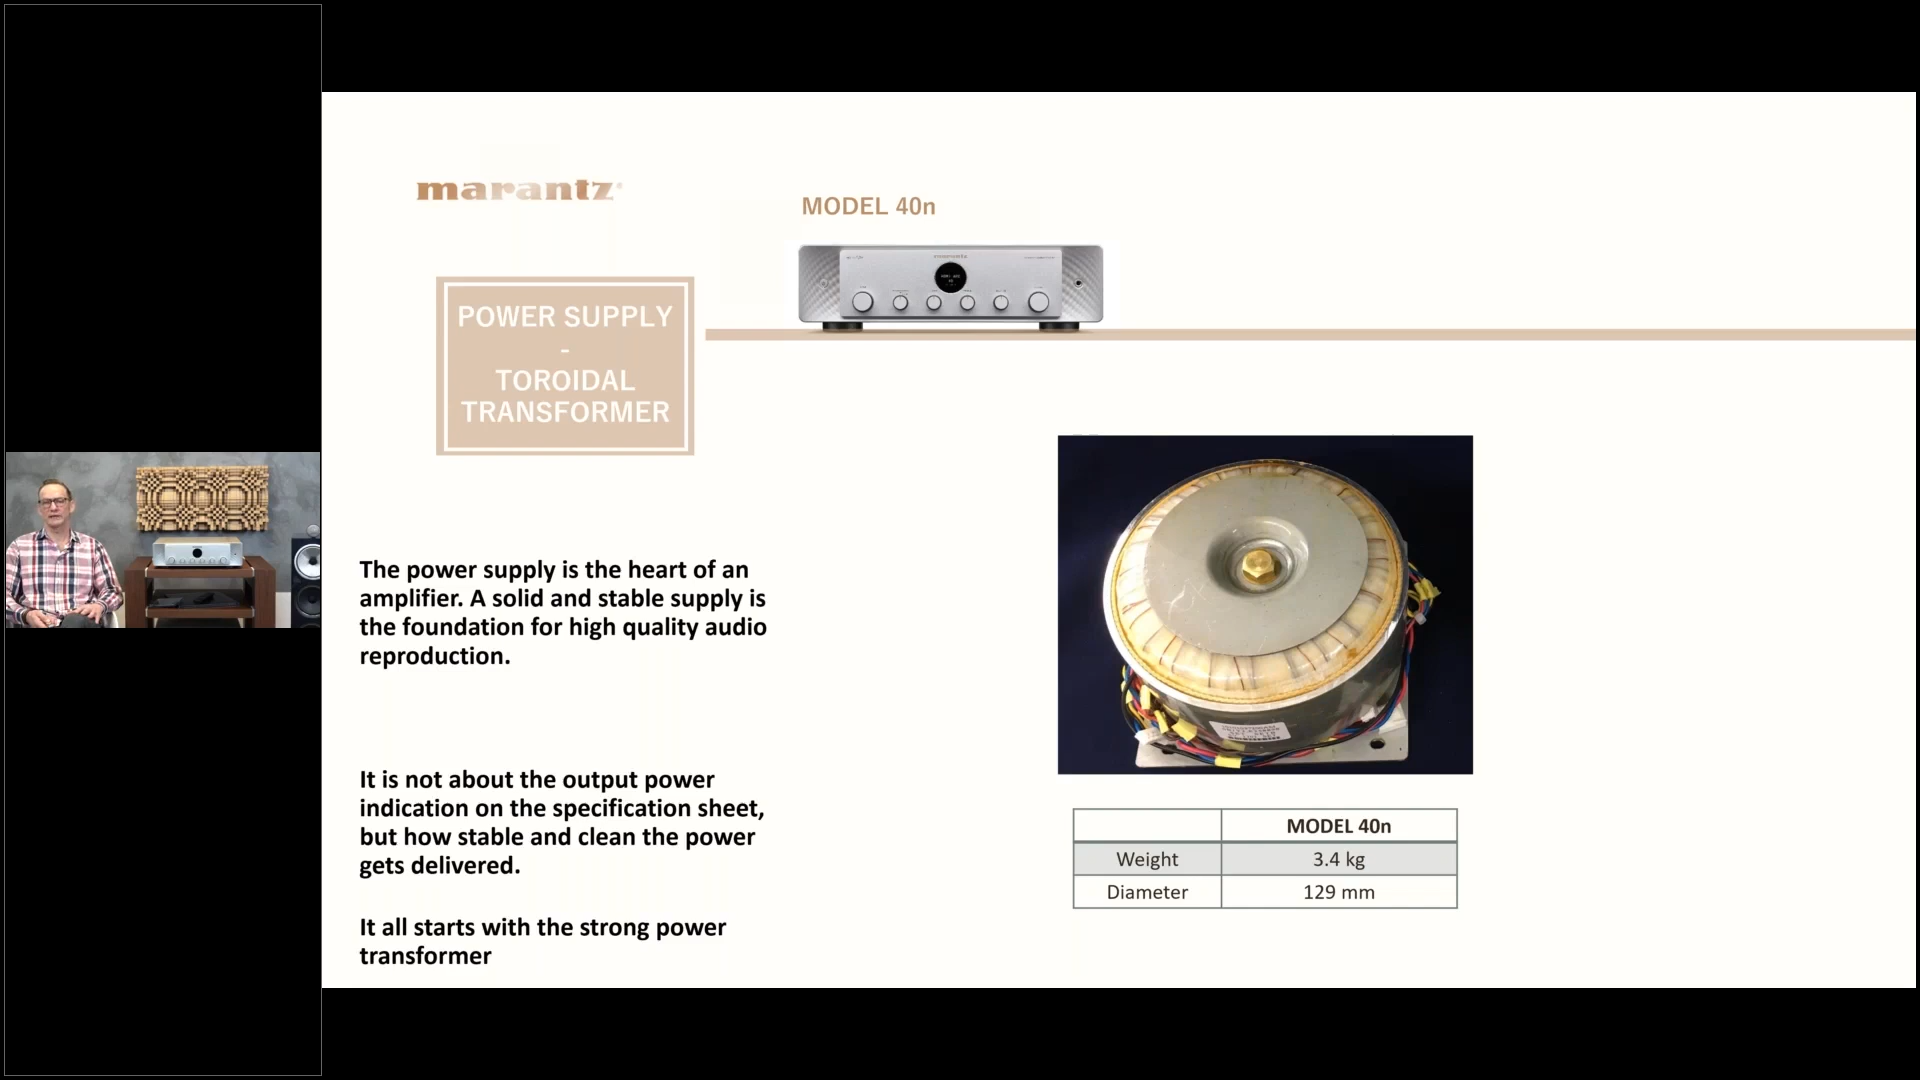 marantz
MODEL 40n
POWER SUPPLY
-
TOROIDAL
TRANSFORMER
The power supply is the heart of an
amplifier. A solid and stable supply is
the foundation for high quality audio
reproduction.
It is not about the output power
indication on the specification sheet,
but how stable and clean the power
gets delivered.
It all starts with the strong power
transformer
MODEL 40n
Weight 3.4 kg
Diameter 129 mm